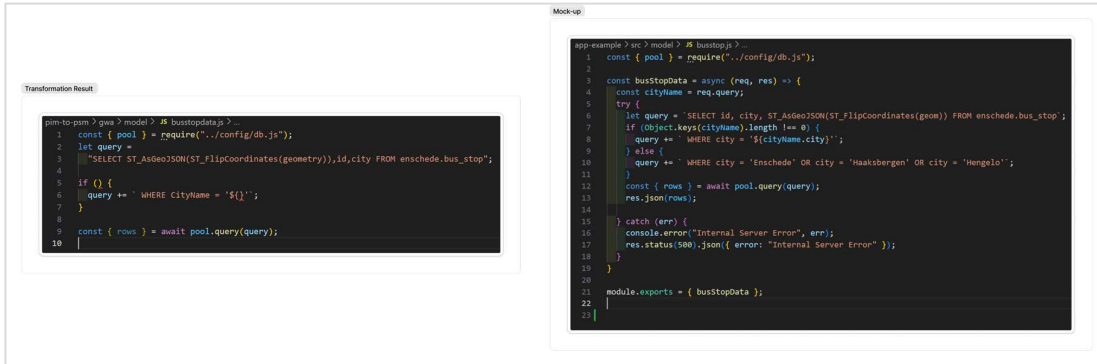 Transformation Result
pim-to-psm > gwa > model > JS busstopdata.js > ...
1 const { pool } = require("../config/db.js");
2 let query =
3 "SELECT ST_AsGeoJSON(ST_FlipCoordinates(geometry)),id,city FROM enschede.bus_stop";
4
5 if () {
6 query += ` WHERE CityName = '${}'`;
7 }
8
9 const { rows } = await pool.query(query);
10
Mock-up
app-example > src > model > JS busstop.js > ...
1 const { pool } = require("../config/db.js");
2
3 const busStopData = async (req, res) => {
4 const cityName = req.query;
5 try {
6 let query = `SELECT id, city, ST_AsGeoJSON(ST_FlipCoordinates(geom)) FROM enschede.bus_stop`;
7 if (Object.keys(cityName).length !== 0) {
8 query += ` WHERE city = '${cityName.city}'`;
9 } else {
10 query += ` WHERE city = 'Enschede' OR city = 'Haaksbergen' OR city = 'Hengelo'`;
11 }
12 const { rows } = await pool.query(query);
13 res.json(rows);
14
15 } catch (err) {
16 console.error("Internal Server Error", err);
17 res.status(500).json({ error: "Internal Server Error" });
18 }
19 }
20
21 module.exports = { busStopData };
22
23